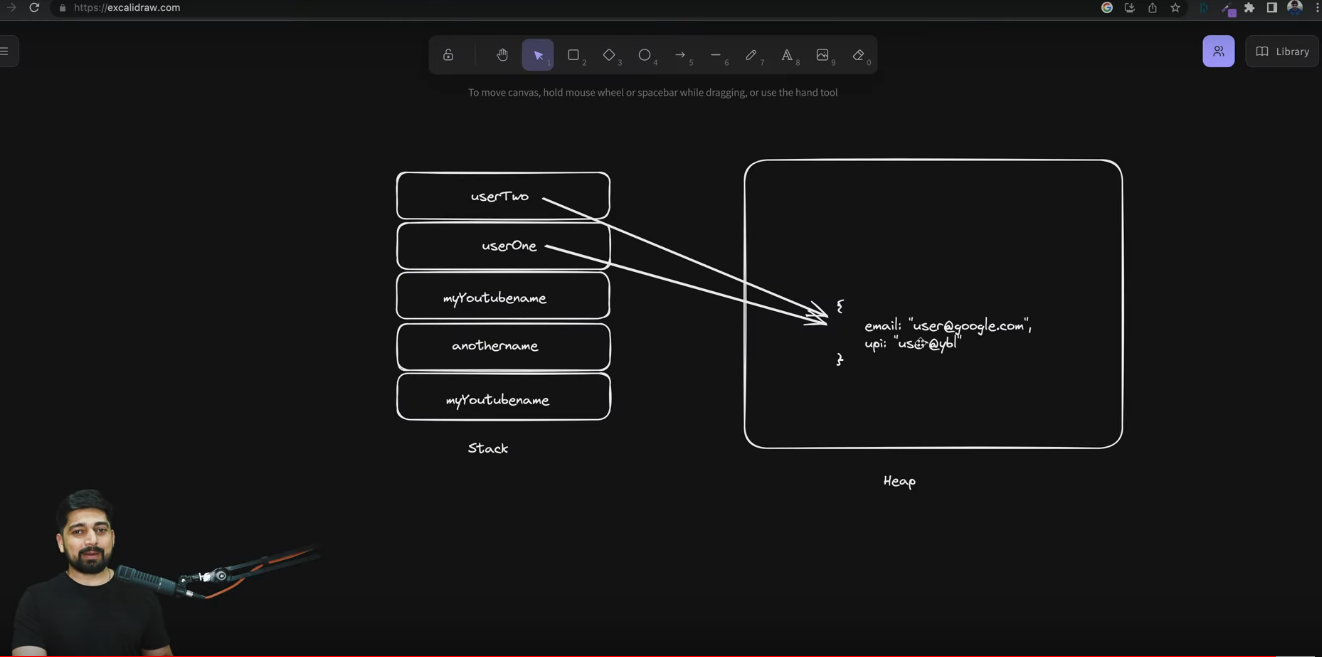 https://excalidraw.com
1
2
3
4
5
6
7
8
9
0
Library
To move canvas, hold mouse wheel or spacebar while dragging, or use the hand tool
userTwo
userOne
myYoutubename
anothername
myYoutubename
Stack
{
email: "user@google.com",
upi: "user@ybl"
}
Heap